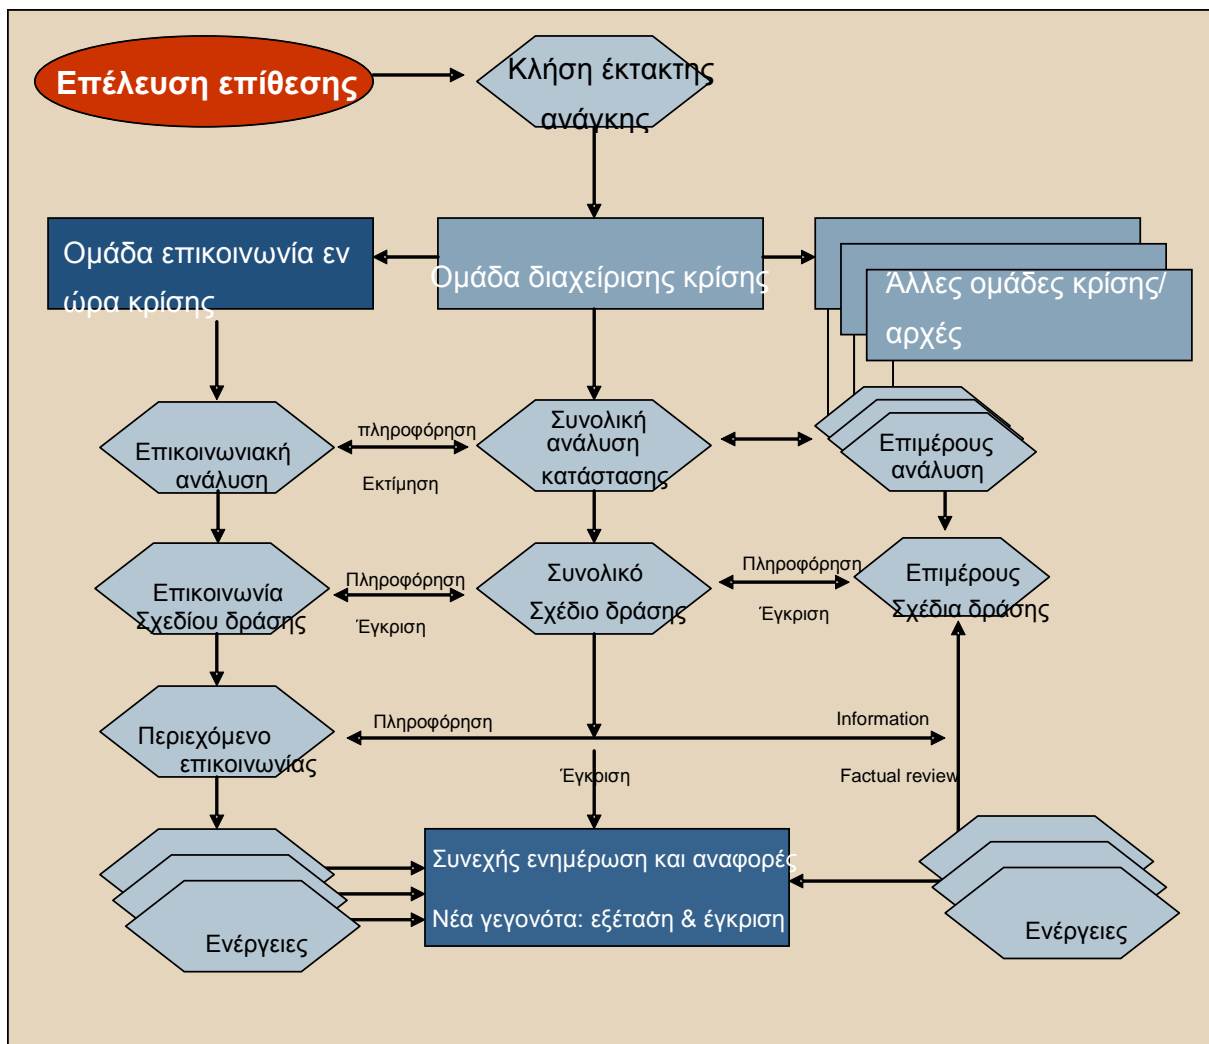 Επέλευση επίθεσης
Κλήση έκτακτης
ανάγκης
Ομάδα επικοινωνία εν
ώρα κρίσης
Ομάδα διαχείρισης κρίσης
Άλλες ομάδες κρίσης/
αρχές
Επικοινωνιακή
ανάλυση
πληροφόρηση
Εκτίμηση
Συνολική
ανάλυση
κατάστασης
Επιμέρους
ανάλυση
Επικοινωνία
Σχεδίου δράσης
Πληροφόρηση
Έγκριση
Συνολικό
Σχέδιο δράσης
Πληροφόρηση
Έγκριση
Επιμέρους
Σχέδια δράσης
Περιεχόμενο
επικοινωνίας
Πληροφόρηση
Έγκριση
Information
Factual review
Ενέργειες
Συνεχής ενημέρωση και αναφορές
Νέα γεγονότα: εξέταση & έγκριση
Ενέργειες